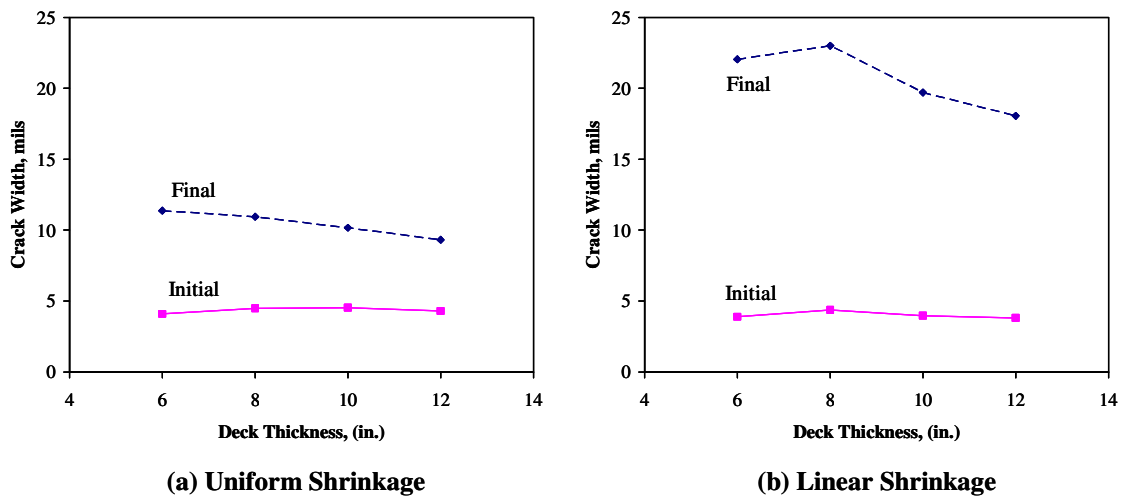 25
20
15
10
5
0
Crack Width, mils
Final
Initial
4 6 8 10 12 14
Deck Thickness, (in.)
(a) Uniform Shrinkage
25
20
15
10
5
0
Crack Width, mils
Final
Initial
4 6 8 10 12 14
Deck Thickness, (in.)
(b) Linear Shrinkage